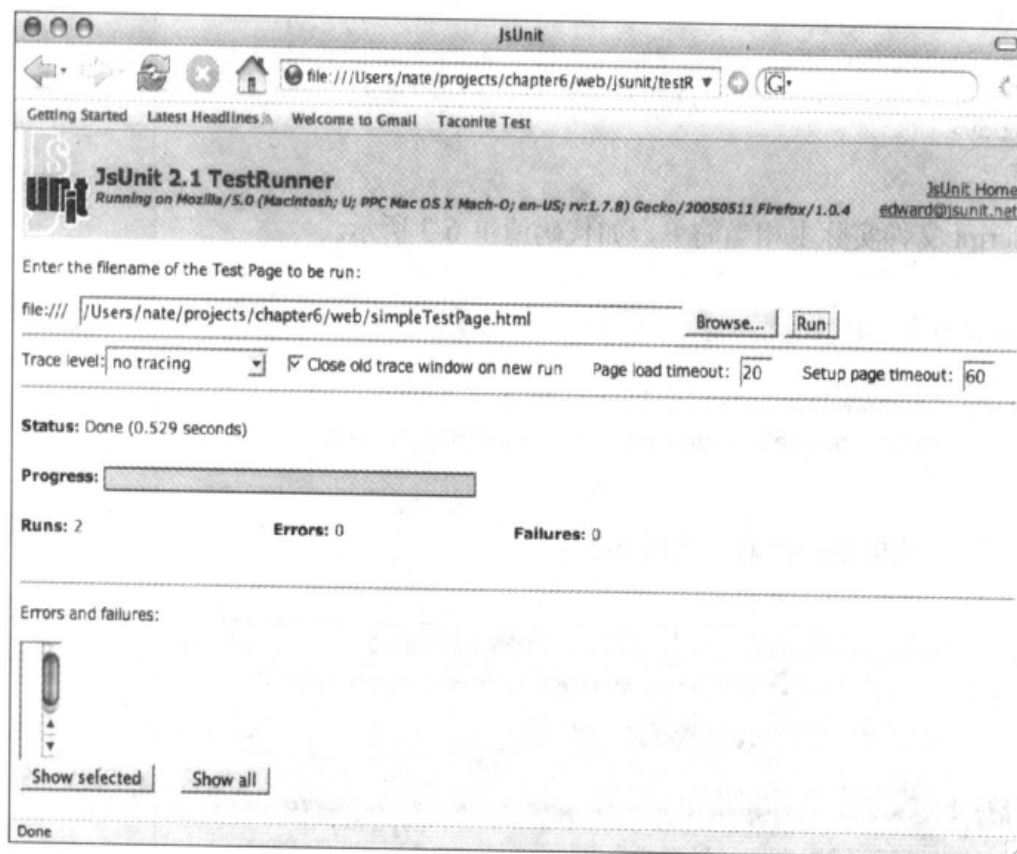 JsUnit
file:///Users/nate/projects/chapter6/web/jsunit/testR
G
Getting Started Latest Headlines Welcome to Gmail Taconite Test
Js
unit
JsUnit 2.1 TestRunner
Running on Mozilla/5.0 (Macintosh; U; PPC Mac OS X Mach-O; en-US; rv:1.7.8) Gecko/20050511 Firefox/1.0.4
JsUnit Home
edward@jsunit.net
Enter the filename of the Test Page to be run:
file:/// /Users/nate/projects/chapter6/web/simpleTestPage.html Browse... Run
Trace level: no tracing Close old trace window on new run Page load timeout: 20 Setup page timeout: 60
Status: Done (0.529 seconds)
Progress:
Runs: 2 Errors: 0 Failures: 0
Errors and failures:
Show selected Show all
Done